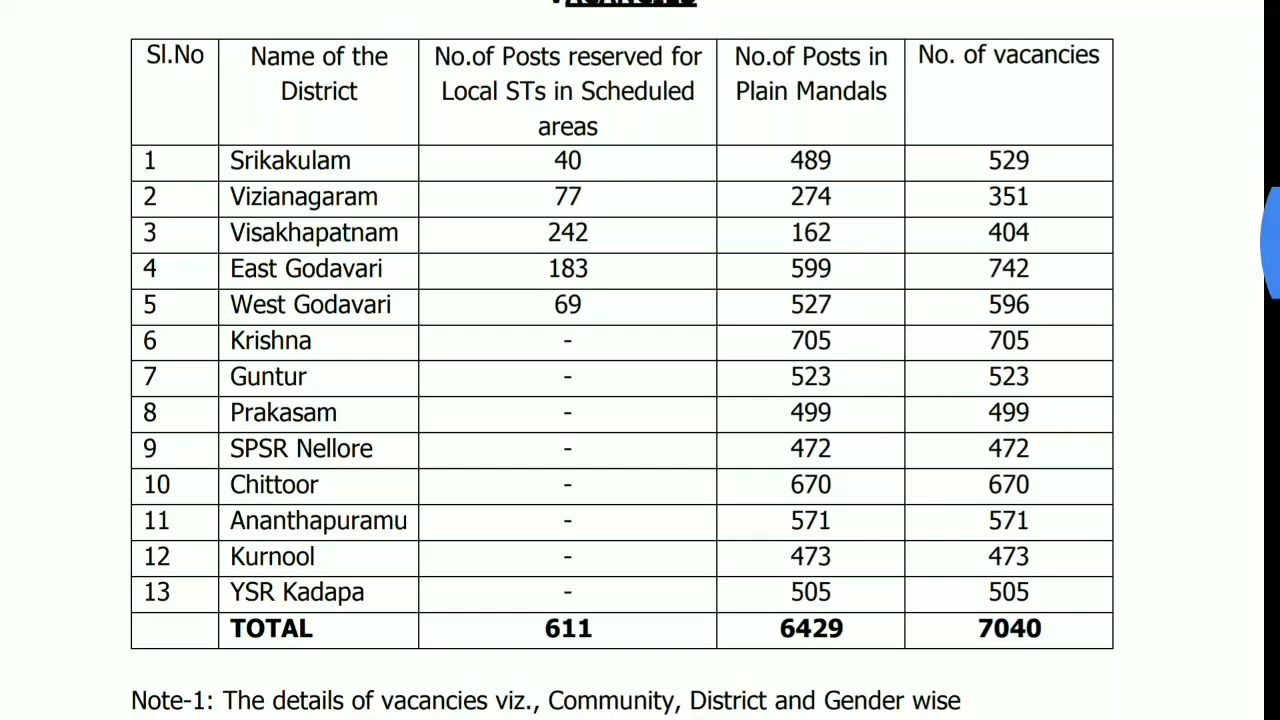 Sl.No Name of the District No.of Posts reserved for Local STs in Scheduled areas No.of Posts in Plain Mandals No. of vacancies
1 Srikakulam 40 489 529
2 Vizianagaram 77 274 351
3 Visakhapatnam 242 162 404
4 East Godavari 183 599 742
5 West Godavari 69 527 596
6 Krishna - 705 705
7 Guntur - 523 523
8 Prakasam - 499 499
9 SPSR Nellore - 472 472
10 Chittoor - 670 670
11 Ananthapuramu - 571 571
12 Kurnool - 473 473
13 YSR Kadapa - 505 505
TOTAL 611 6429 7040
Note-1: The details of vacancies viz., Community, District and Gender wise